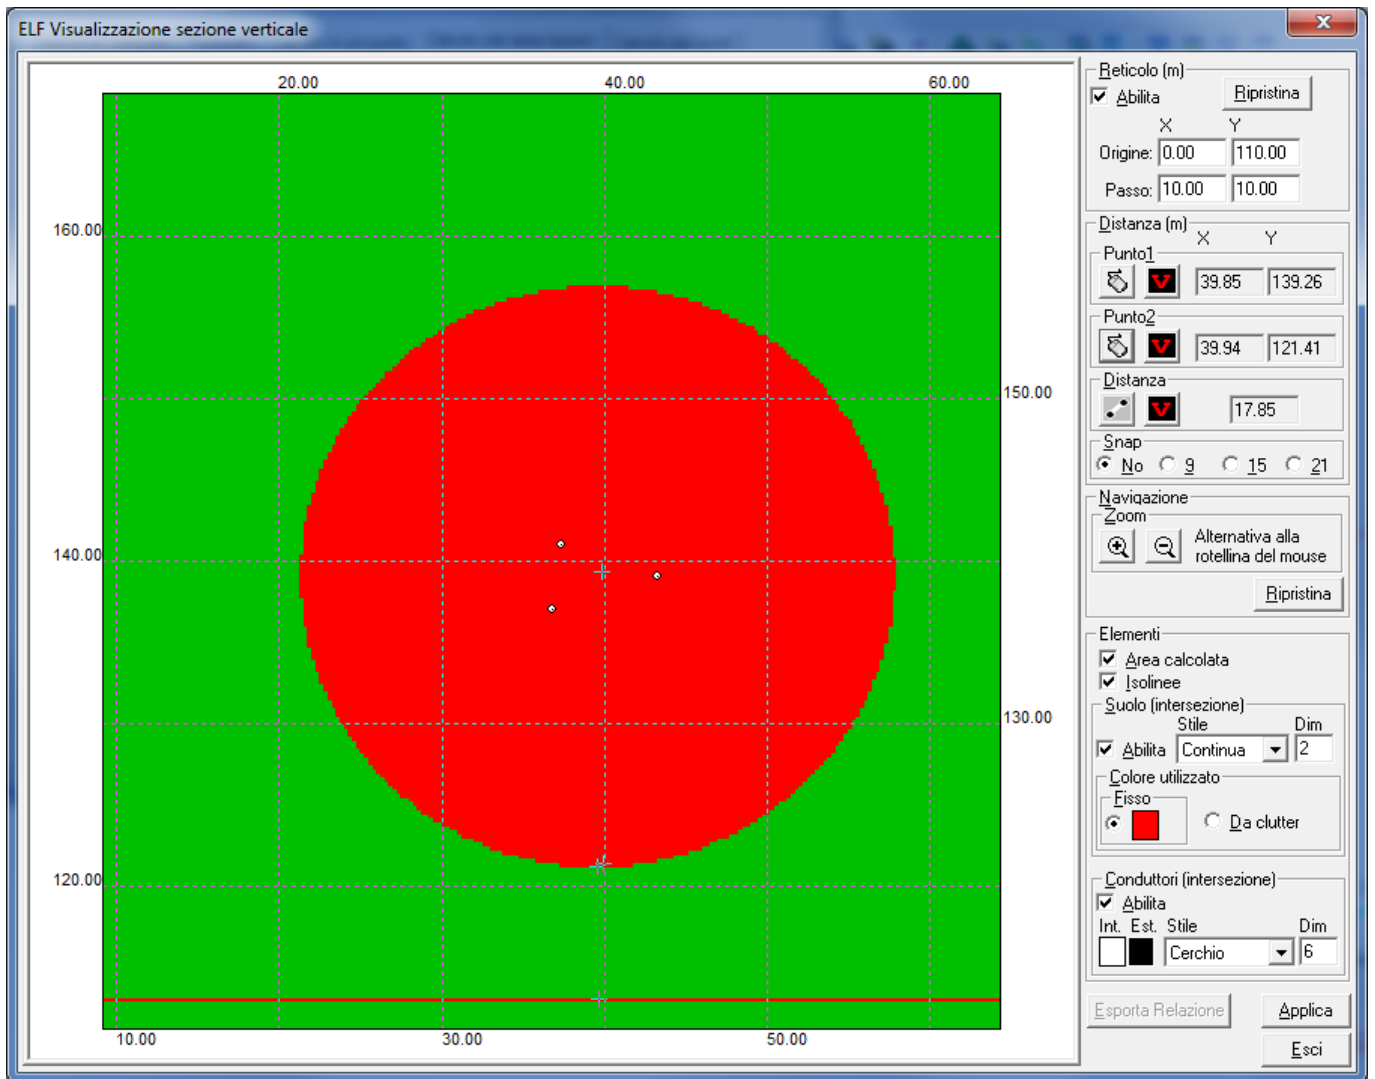 ELF Visualizzazione sezione verticale
20.00 40.00 60.00
160.00
150.00
140.00
130.00
120.00
10.00 30.00 50.00
Reticolo (m)
Abilita Ripristina
X Y
Origine: 0.00 110.00
Passo: 10.00 10.00
Distanza (m)
X Y
Punto1
39.85 139.26
Punto2
39.94 121.41
Distanza
17.85
Snap
No 9 15 21
Navigazione
Zoom
Alternativa alla
rotellina del mouse
Ripristina
Elementi
Area calcolata
Isolinee
Suolo (intersezione)
Stile Dim
Abilita Continua 2
Colore utilizzato
Fisso
Da clutter
Conduttori (intersezione)
Abilita
Int. Est. Stile Dim
Cerchio 6
Esporta Relazione Applica
Esci